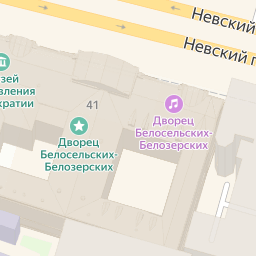 Невский
Невский п
зей
вления
кратии
41
Дворец
Белосельских-
Белозерских
Дворец
Белосельских-
Белозерских